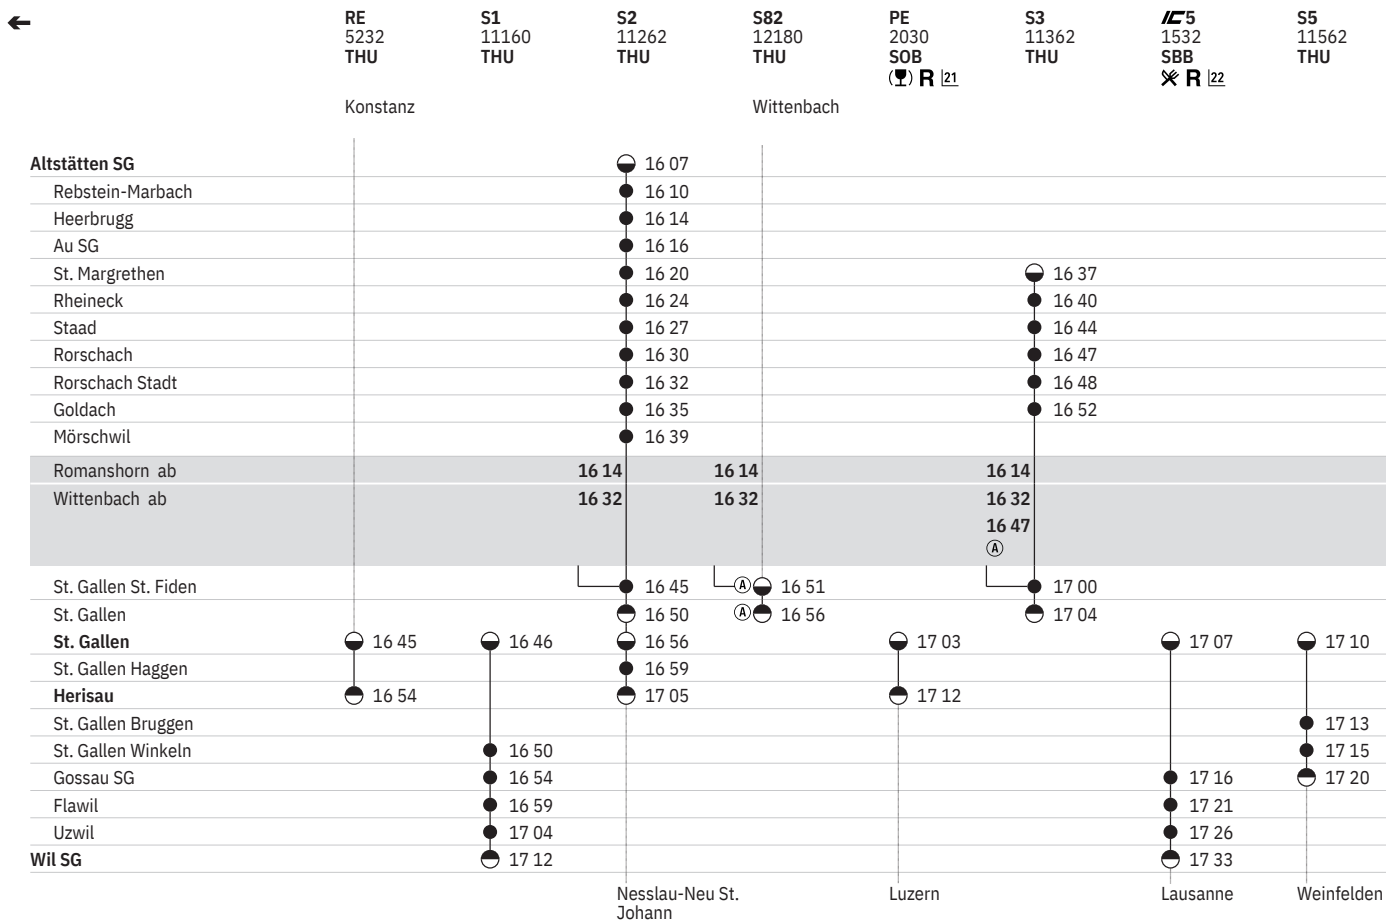 RE S1 S2 S82 PE S3 IC5 S5
5232 11160 11262 12180 2030 11362 1532 11562
THU THU THU THU SOB THU SBB THU
R 21 R 22
Konstanz Wittenbach
Altstätten SG 16 07
Rebstein-Marbach 16 10
Heerbrugg 16 14
Au SG 16 16
St. Margrethen 16 20 16 37
Rheineck 16 24 16 40
Staad 16 27 16 44
Rorschach 16 30 16 47
Rorschach Stadt 16 32 16 48
Goldach 16 35 16 52
Mörschwil 16 39
Romanshorn ab 16 14 16 14 16 14
Wittenbach ab 16 32 16 32 16 32
16 47
A
St. Gallen St. Fiden 16 45 A 16 51 17 00
St. Gallen 16 50 A 16 56 17 04
St. Gallen 16 45 16 46 16 56 17 03 17 07 17 10
St. Gallen Haggen 16 59
Herisau 16 54 17 05 17 12
St. Gallen Bruggen 17 13
St. Gallen Winkeln 16 50 17 15
Gossau SG 16 54 17 16 17 20
Flawil 16 59 17 21
Uzwil 17 04 17 26
Wil SG 17 12 17 33
Nesslau-Neu St. Luzern Lausanne Weinfelden
Johann